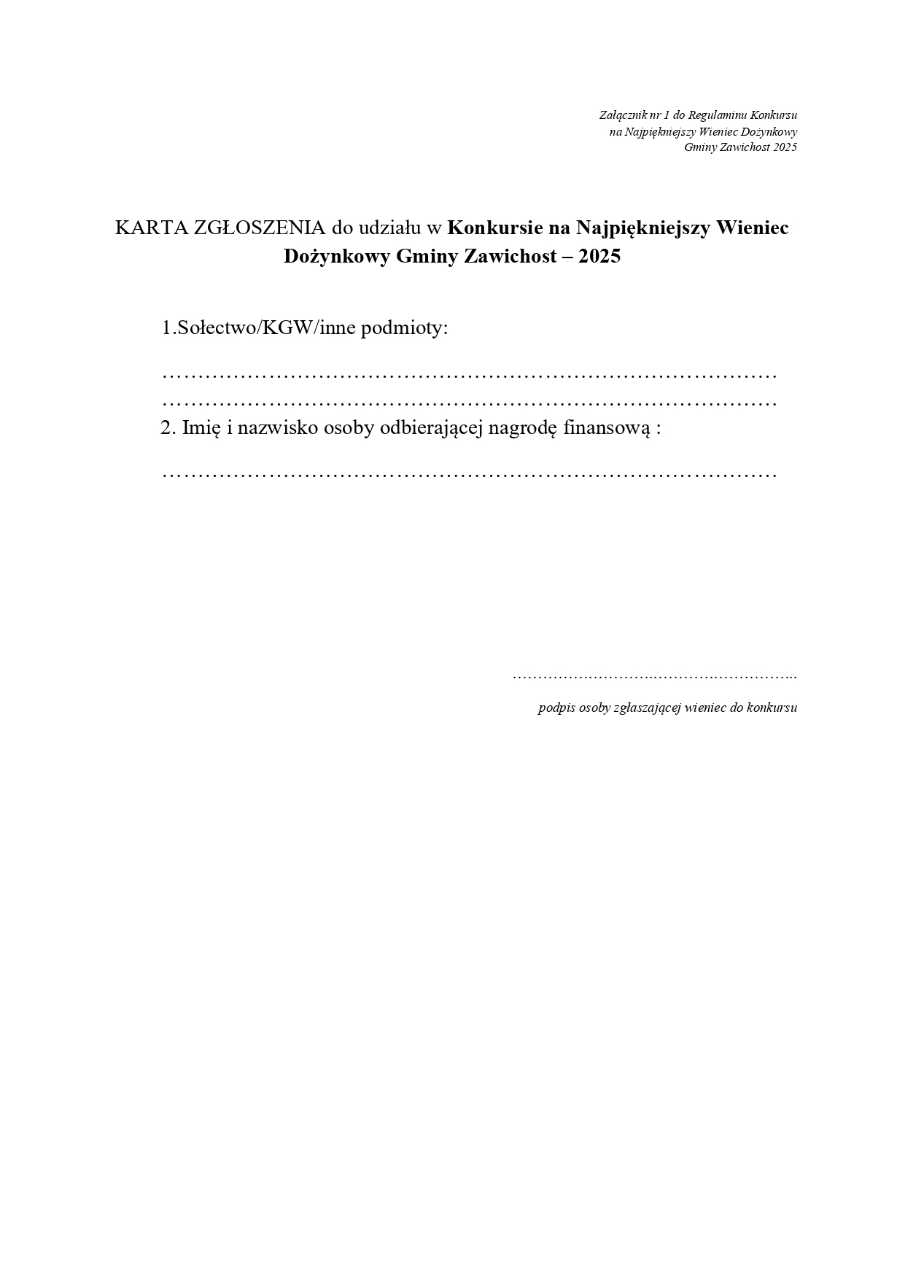 Załącznik nr 1 do Regulaminu Konkursu
na Najpiękniejszy Wieniec Dożynkowy
Gminy Zawichost 2025
KARTA ZGŁOSZENIA do udziału w Konkursie na Najpiękniejszy Wieniec
Dożynkowy Gminy Zawichost – 2025
1.Sołectwo/KGW/inne podmioty:
……………………………………………………………………………
……………………………………………………………………………
2. Imię i nazwisko osoby odbierającej nagrodę finansową :
……………………………………………………………………………
………………………..………….……………..
podpis osoby zgłaszającej wieniec do konkursu